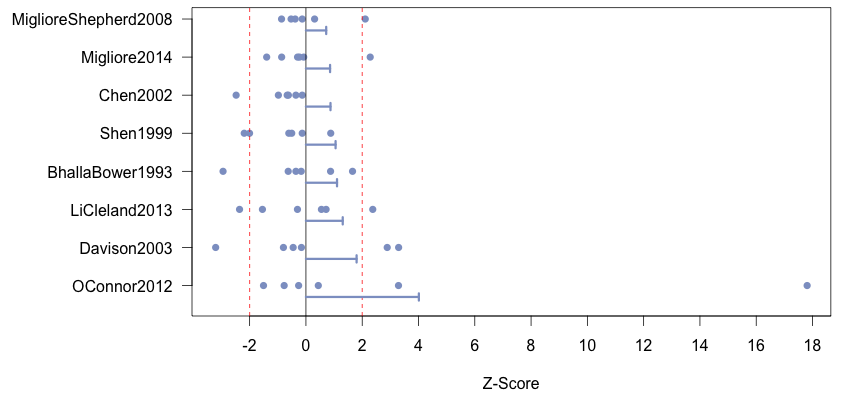 MiglioreShepherd2008
Migliore2014
Chen2002
Shen1999
BhallaBower1993
LiCleland2013
Davison2003
OConnor2012
-2 0 2 4 6 8 10 12 14 16 18
Z-Score